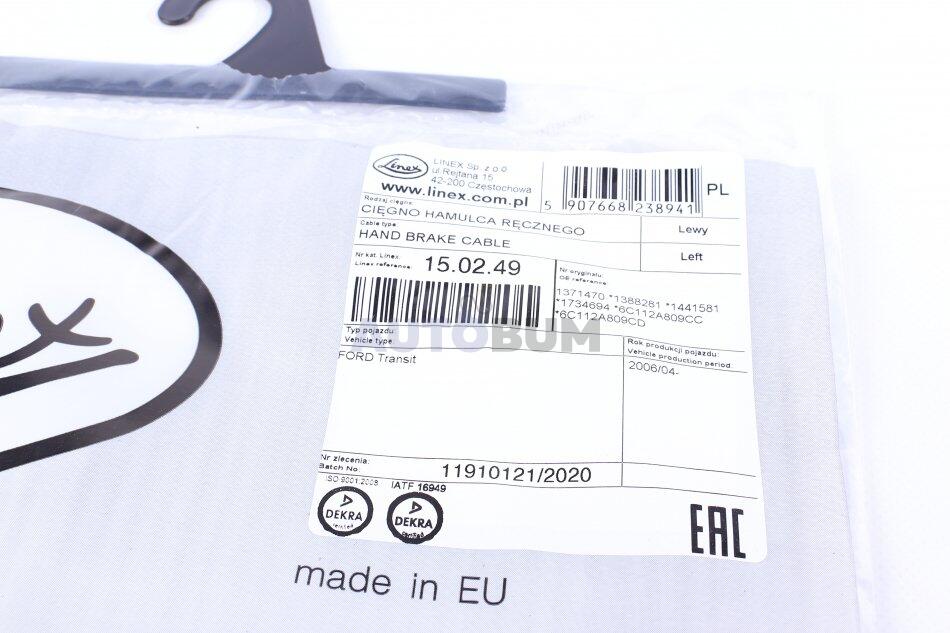 Linex
LINEX Sp. z o.o
ul Rejtana 15
42-200 Częstochowa
www.linex.com.pl
5 907668 238941
PL
Rodzaj cięgna:
CIĘGNO HAMULCA RĘCZNEGO
Lewy
Cable type:
HAND BRAKE CABLE
Left
Nr kat. Linex:
Linex reference:
15.02.49
Nr oryginału:
OE reference
1371470 *1388281 *1441581
*1734694 *6C112A809CC
*6C112A809CD
AUTOBUM
Typ pojazdu:
Vehicle type:
FORD Transit
Rok produkcji pojazdu:
Vehicle production period:
2006/04-
Nr zlecenia:
Batch No:
11910121/2020
ISO 9001:2008
IATF 16949
DEKRA
DEKRA
EAC
made in EU